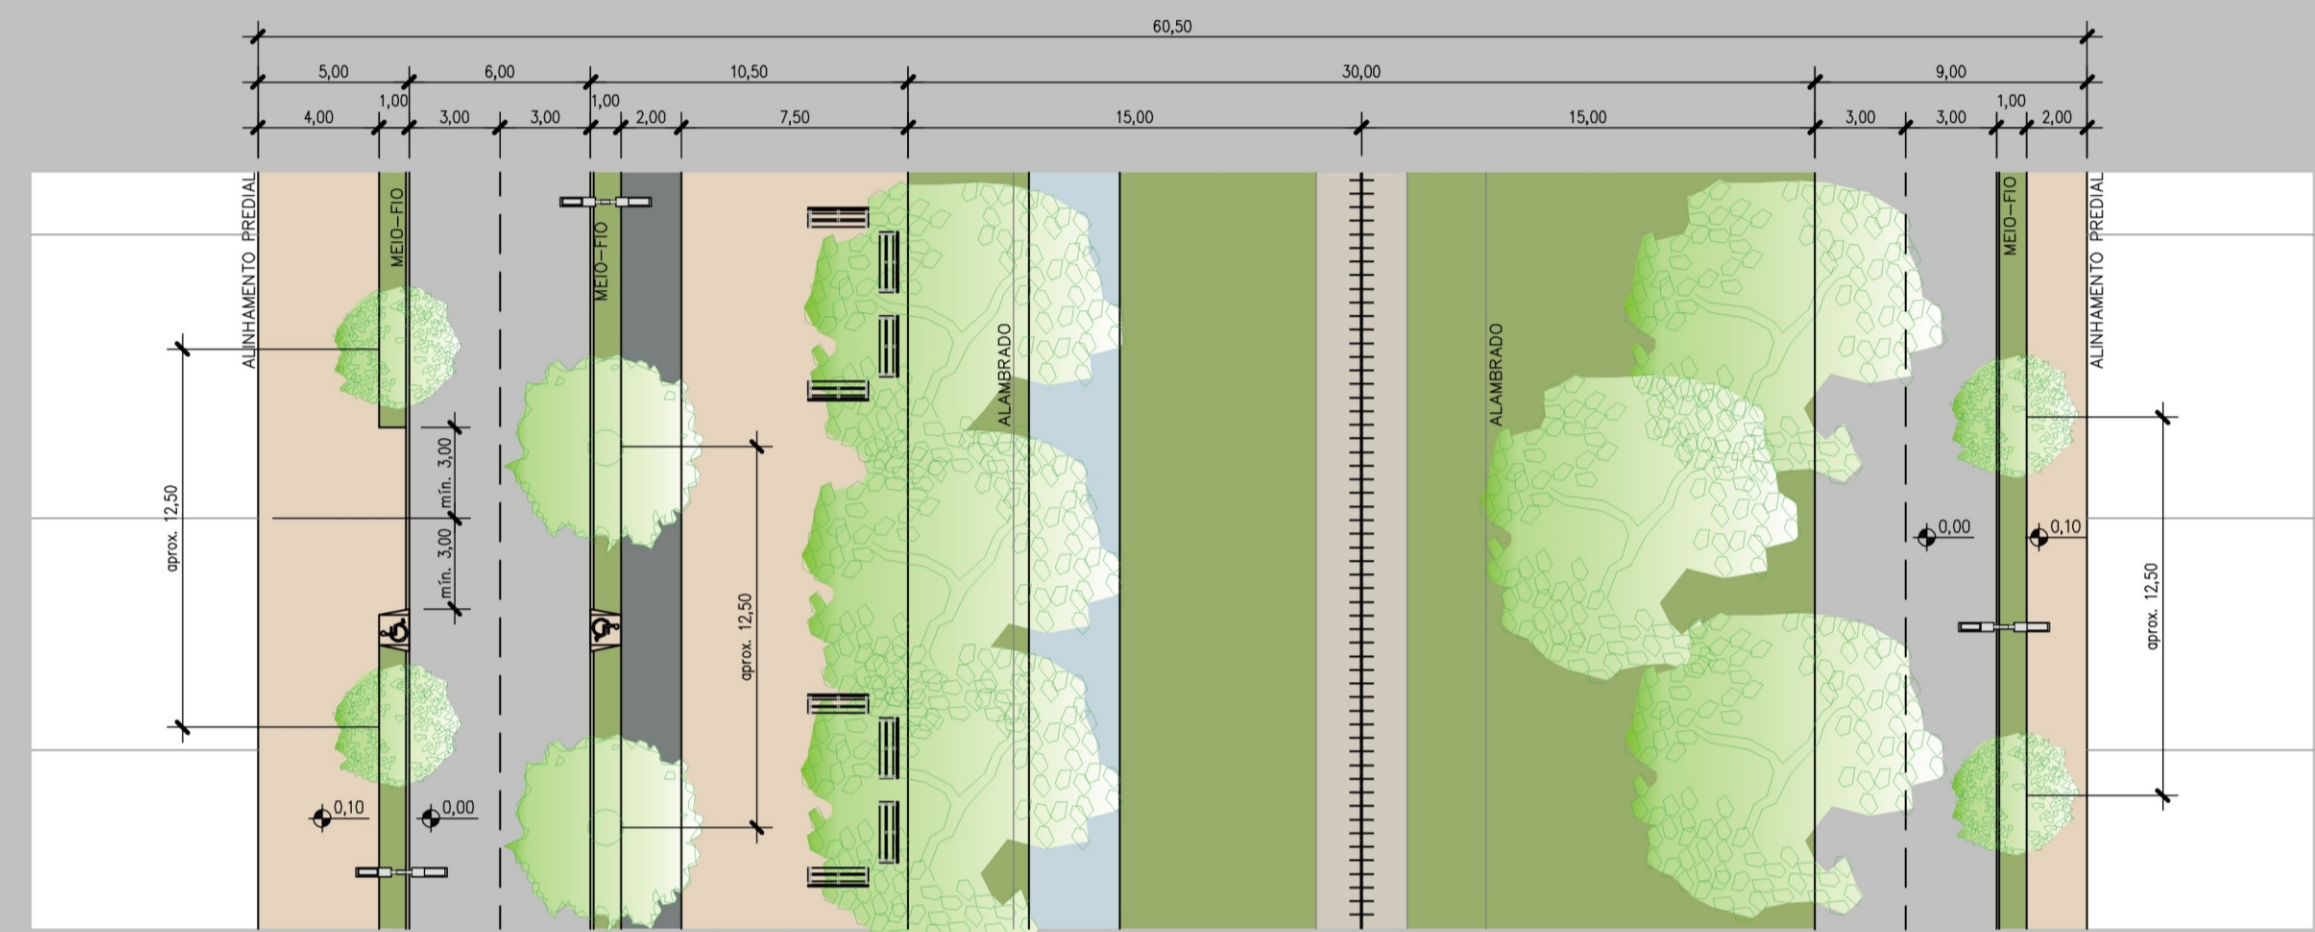 60,50
5,00
6,00
10,50
30,00
9,00
1,00
1,00
1,00
4,00
3,00
3,00
2,00
7,50
15,00
15,00
3,00
3,00
2,00
ALINHAMENTO PREDIAL
MEIO-FIO
MEIO-FIO
ALAMBRADO
ALAMBRADO
MEIO-FIO
ALINHAMENTO PREDIAL
aprox. 12,50
mín. 3,00
mín. 3,00
aprox. 12,50
0,00
0,10
aprox. 12,50
0,10
0,00